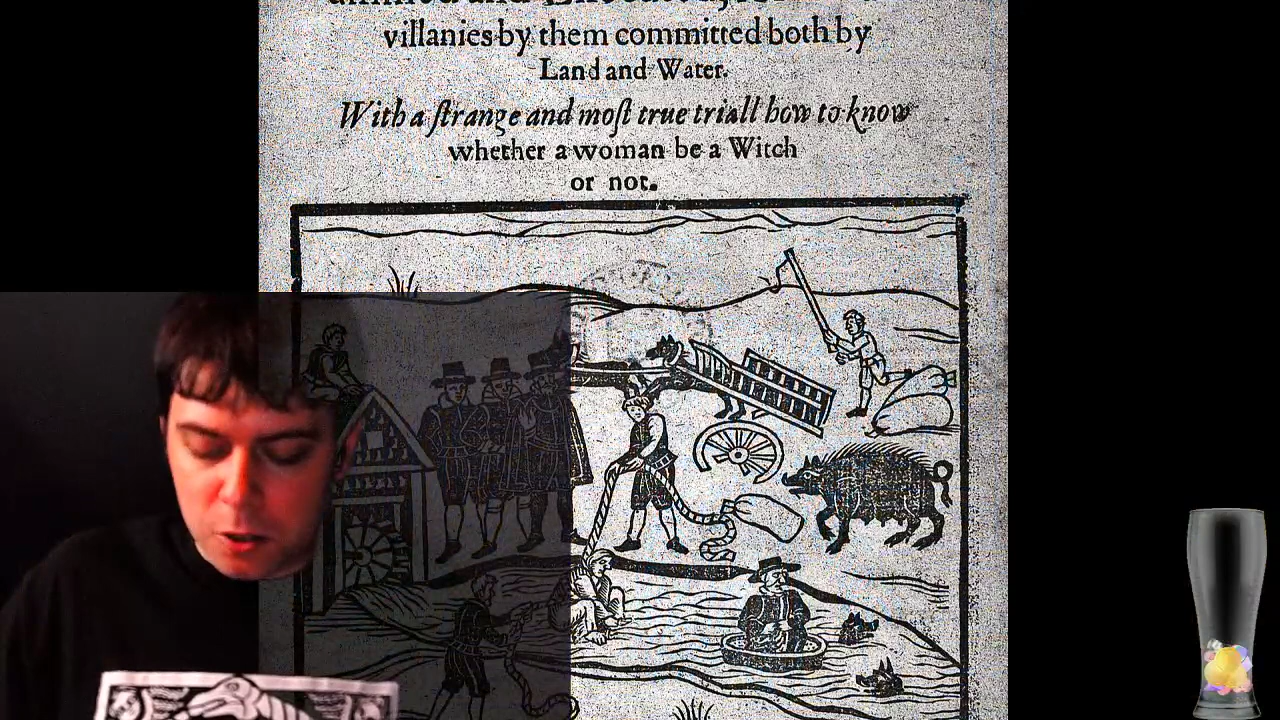 villanies by them committed both by
Land and Water.
With a ſtrange and moſt true triall how to know
whether a woman be a Witch
or not.